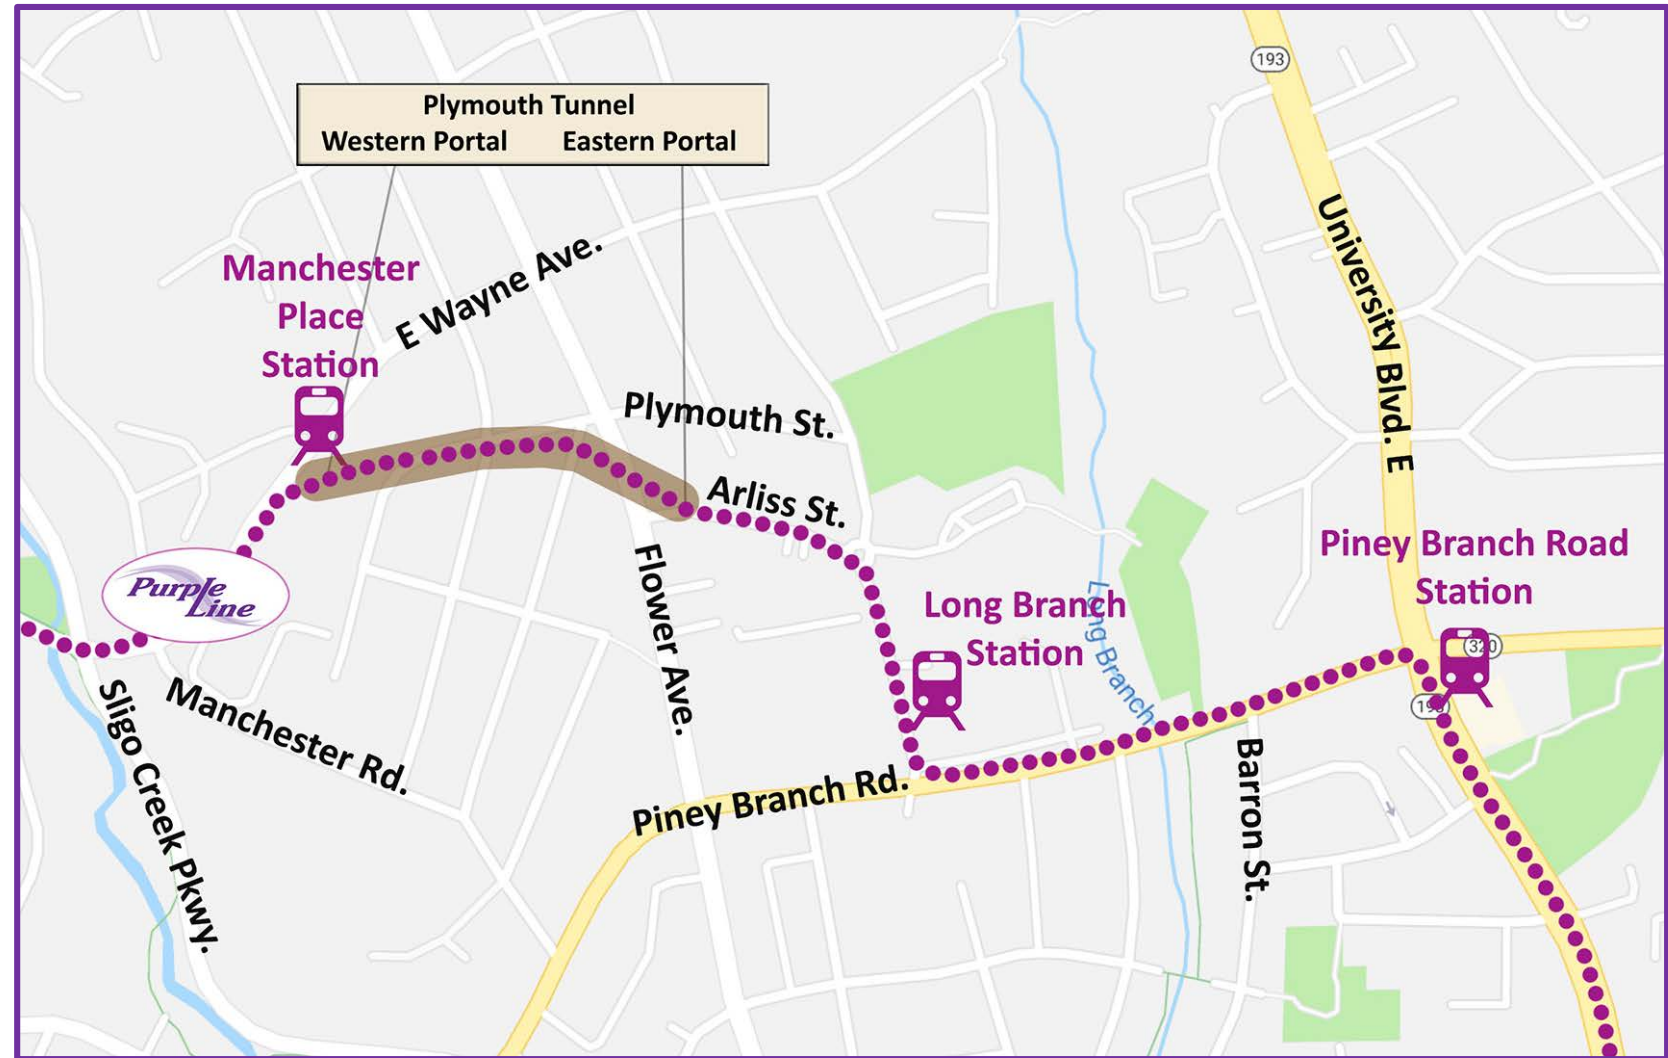 193
Plymouth Tunnel
Western Portal Eastern Portal
University Blvd. E
E Wayne Ave.
Manchester
Place
Station
Plymouth St.
Arliss St.
Piney Branch Road
Station
Flower Ave.
Purple
Line
Long Branch
Station
Long Branch
320
193
Sligo Creek Pkwy.
Manchester Rd.
Piney Branch Rd.
Barron St.